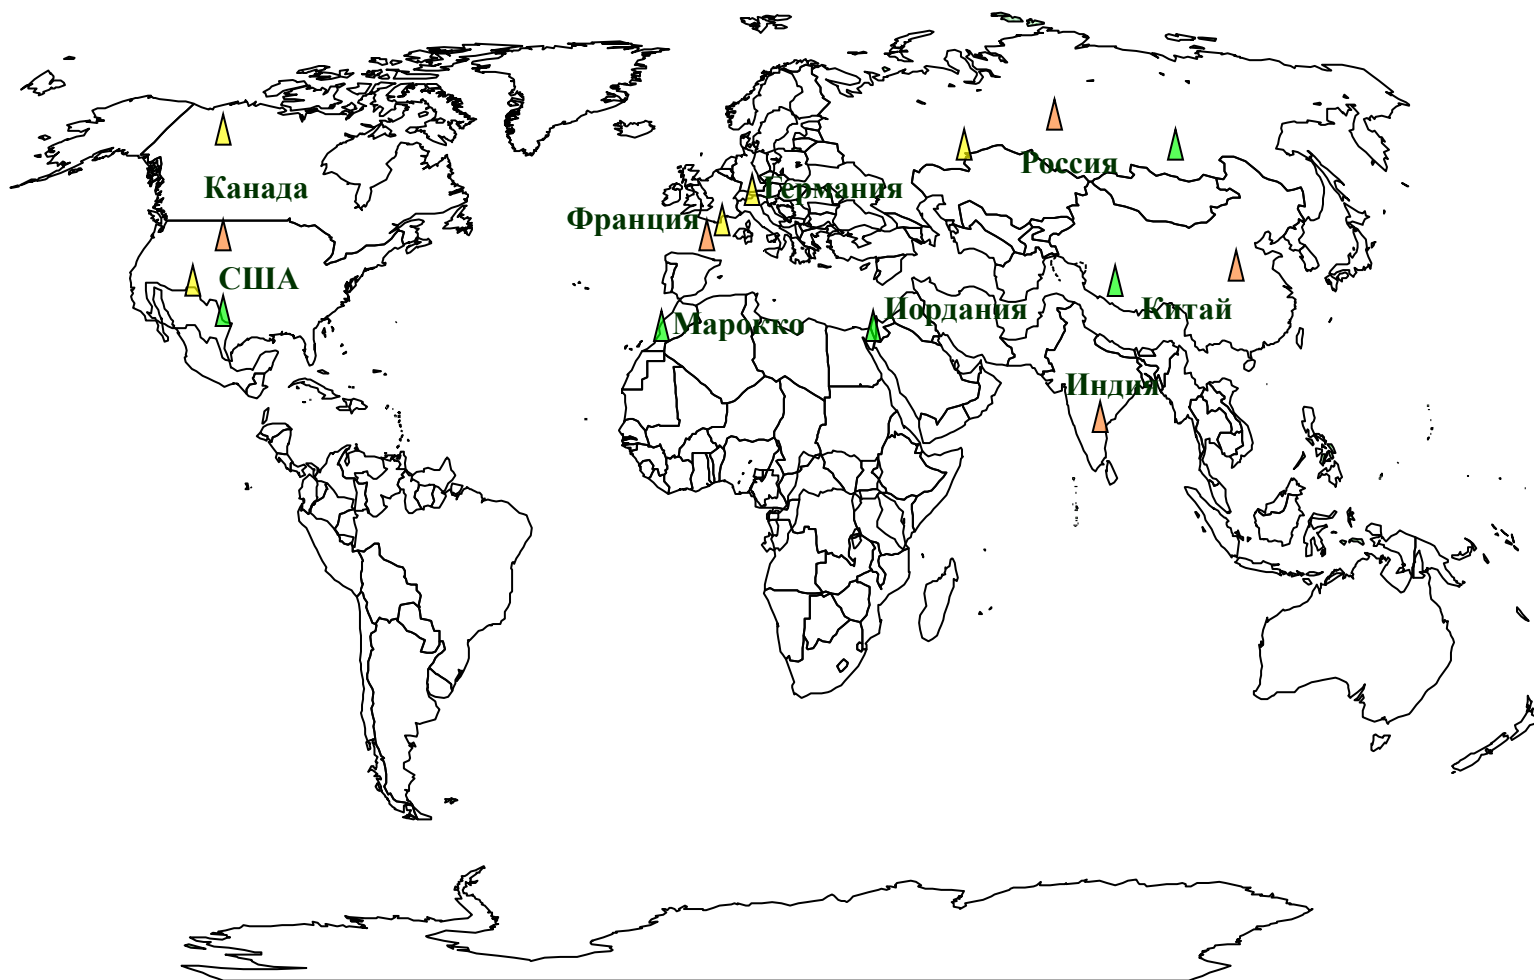 Россия
Канада
Германия
Франция
США
Китай
Иордания
Марокко
Индия